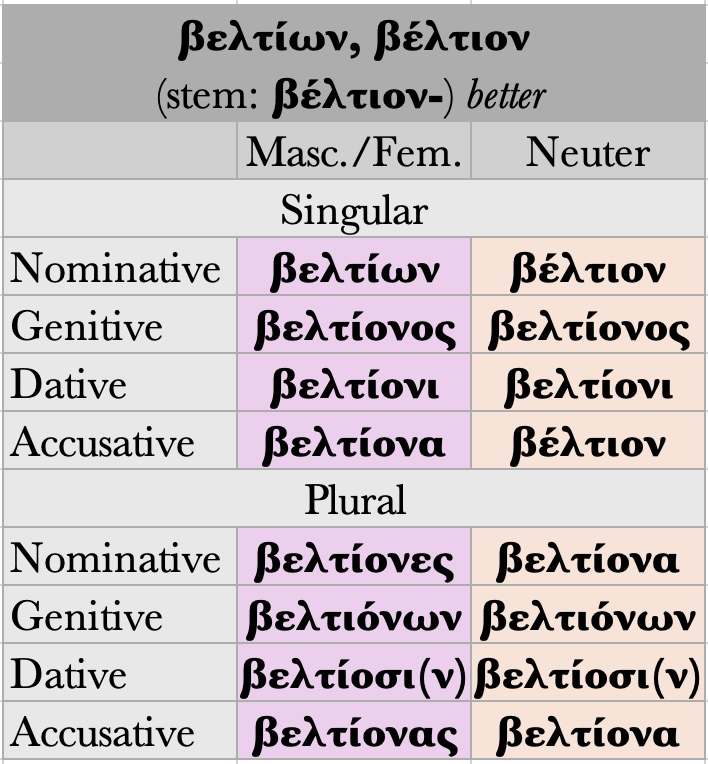 βελτίων, βέλτιον
(stem: βέλτιον-) better
Masc./Fem. Neuter
Singular
Nominative βελτίων βέλτιον
Genitive βελτίονος βελτίονος
Dative βελτίονι βελτίονι
Accusative βελτίονα βέλτιον
Plural
Nominative βελτίονες βελτίονα
Genitive βελτιόνων βελτιόνων
Dative βελτίοσι(ν) βελτίοσι(ν)
Accusative βελτίονας βελτίονα